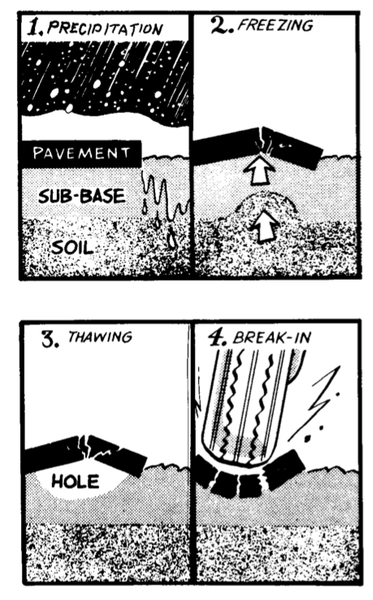 1. PRECIPITATION
PAVEMENT
SUB-BASE
SOIL
2. FREEZING
3. THAWING
HOLE
4. BREAK-IN